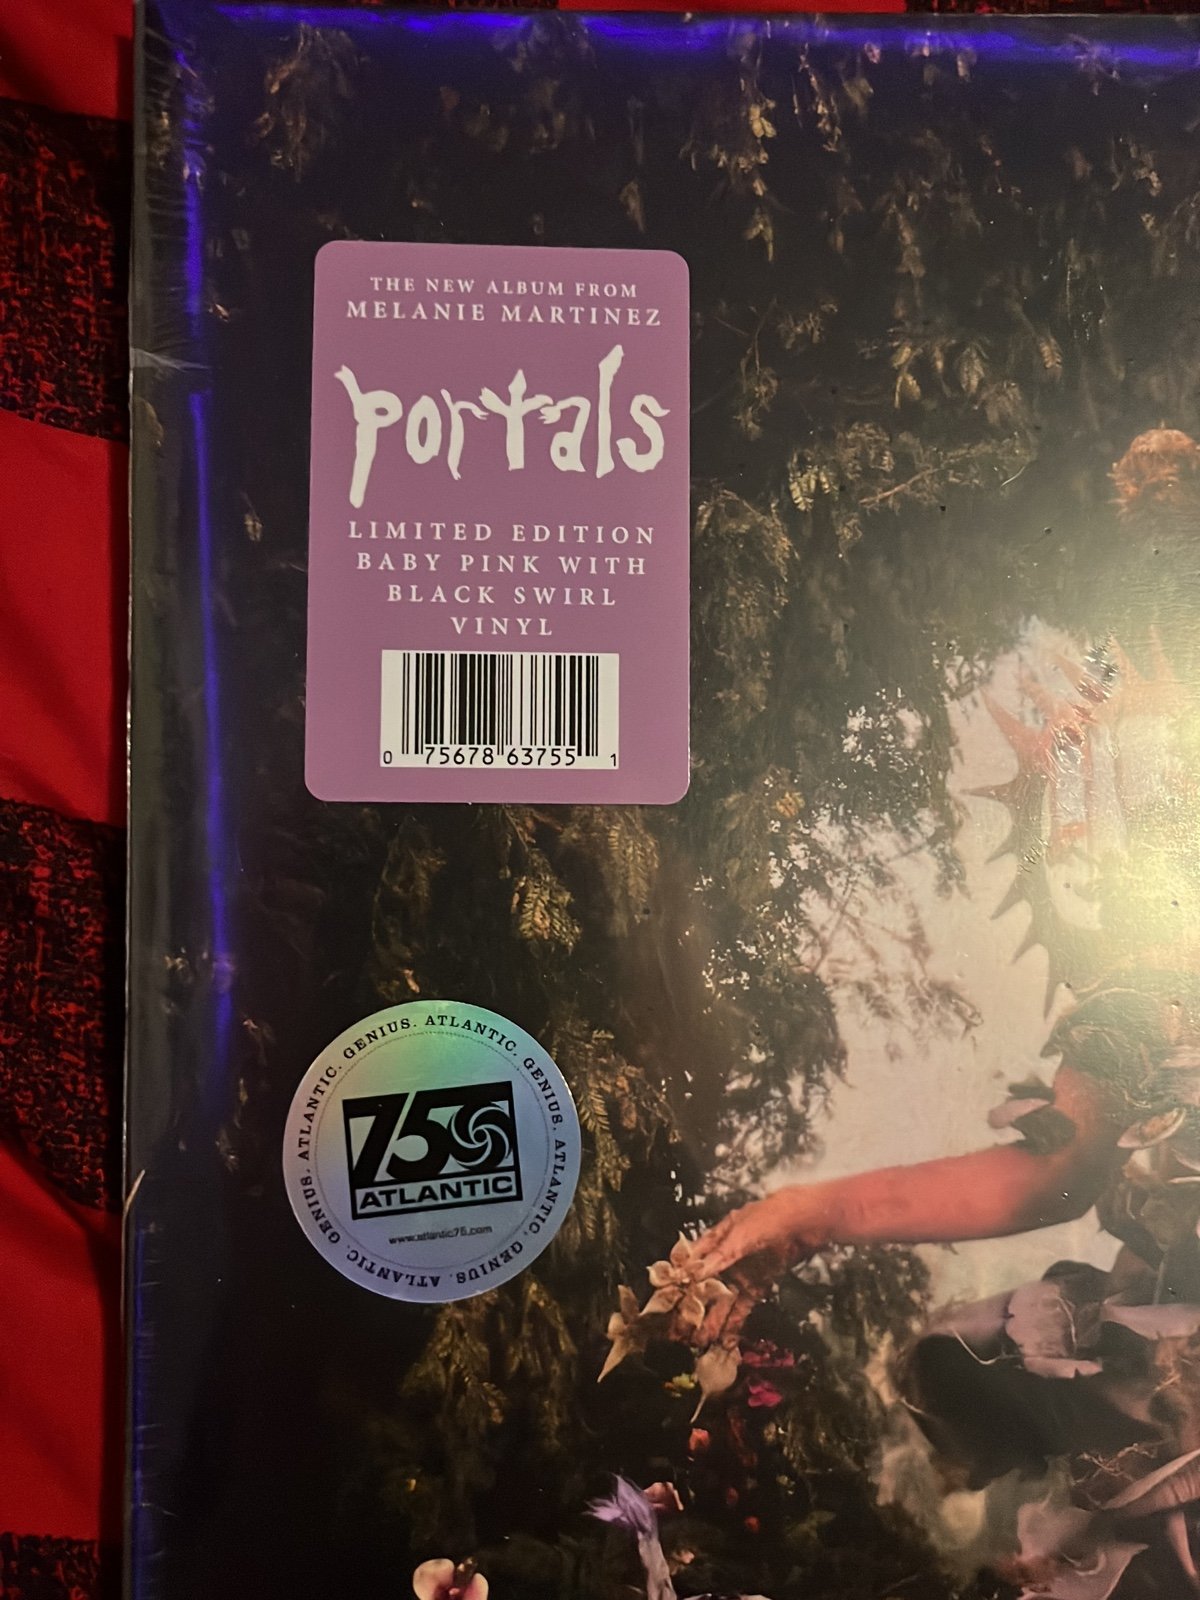 THE NEW ALBUM FROM
MELANIE MARTINEZ
portals
LIMITED EDITION
BABY PINK WITH
BLACK SWIRL
VINYL
0 75678 63755 1
ATLANTIC. GENIUS. ATLANTIC. GENIUS. ATLANTIC. GENIUS. ATLANTIC. GENIUS.
75
ATLANTIC
www.atlantic75.com